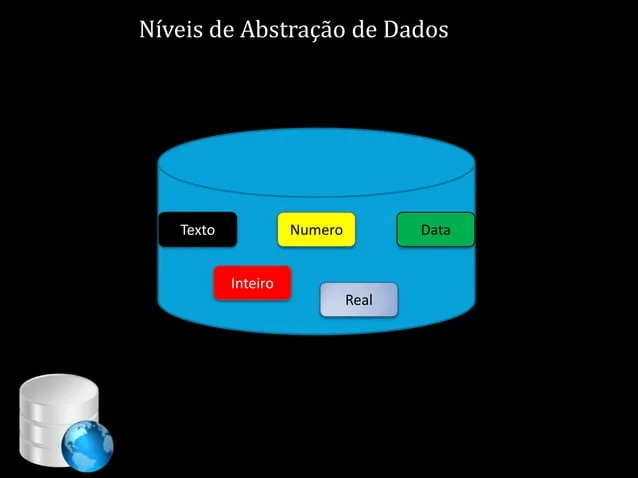 Níveis de Abstração de Dados
Texto
Numero
Data
Inteiro
Real